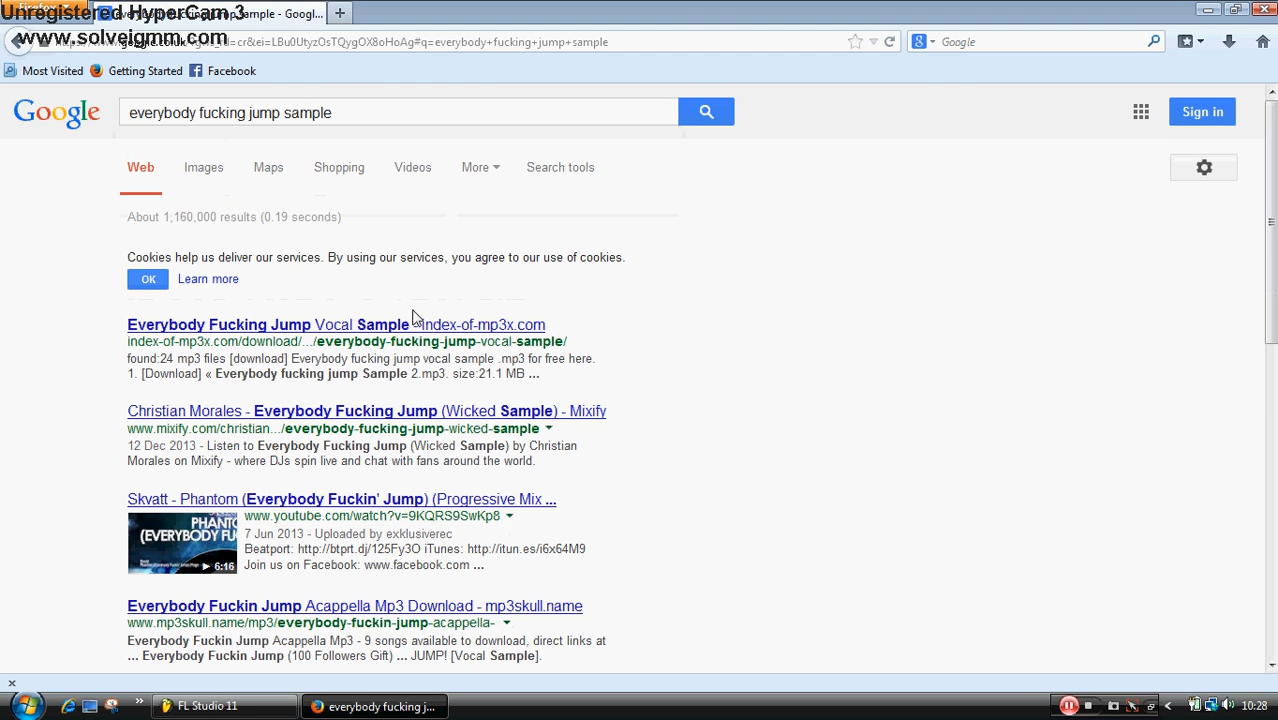 Firefox
Unregistered HyperCam 3
www.solveigmm.com
sample - Googl...
ei=LBu0UtyzOsTQygOX8oHoAg#q=everybody+fucking+jump+sample
Google
Most Visited Getting Started Facebook
Google everybody fucking jump sample Sign in
Web Images Maps Shopping Videos More Search tools
About 1,160,000 results (0.19 seconds)
Cookies help us deliver our services. By using our services, you agree to our use of cookies.
OK Learn more
Everybody Fucking Jump Vocal Sample index-of-mp3x.com
index-of-mp3x.com/download/.../everybody-fucking-jump-vocal-sample/
found:24 mp3 files [download] Everybody fucking jump vocal sample .mp3 for free here.
1. [Download] « Everybody fucking jump Sample 2.mp3. size:21.1 MB ...
Christian Morales - Everybody Fucking Jump (Wicked Sample) - Mixify
www.mixify.com/christian.../everybody-fucking-jump-wicked-sample
12 Dec 2013 - Listen to Everybody Fucking Jump (Wicked Sample) by Christian
Morales on Mixify - where DJs spin live and chat with fans around the world.
Skvatt - Phantom (Everybody Fuckin' Jump) (Progressive Mix ...
www.youtube.com/watch?v=9KQRS9SwKp8
7 Jun 2013 - Uploaded by exklusiverec
Beatport: http://btprt.dj/125Fy3O iTunes: http://itun.es/i6x64M9
Join us on Facebook: www.facebook.com ...
PHANTO
(EVERYBODY FU
6:16
Everybody Fuckin Jump Acappella Mp3 Download - mp3skull.name
www.mp3skull.name/mp3/everybody-fuckin-jump-acappella-
Everybody Fuckin Jump Acappella Mp3 - 9 songs available to download, direct links at
... Everybody Fuckin Jump (100 Followers Gift) ... JUMP! [Vocal Sample].
FL Studio 11 everybody fucking j... 10:28